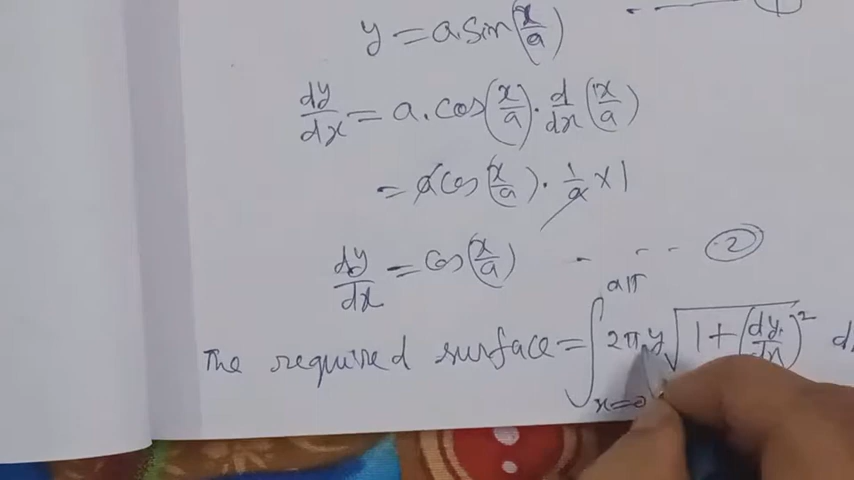 y = a.sin(x/a) - --- ①
dy/dx = a.cos(x/a) . d/dx (x/a)
= a cos(x/a) . 1/a × 1
dy/dx = cos(x/a) - - - - ②
The required surface = ∫_{x=0}^{aπ} 2π y √(1+(dy/dx)²) d